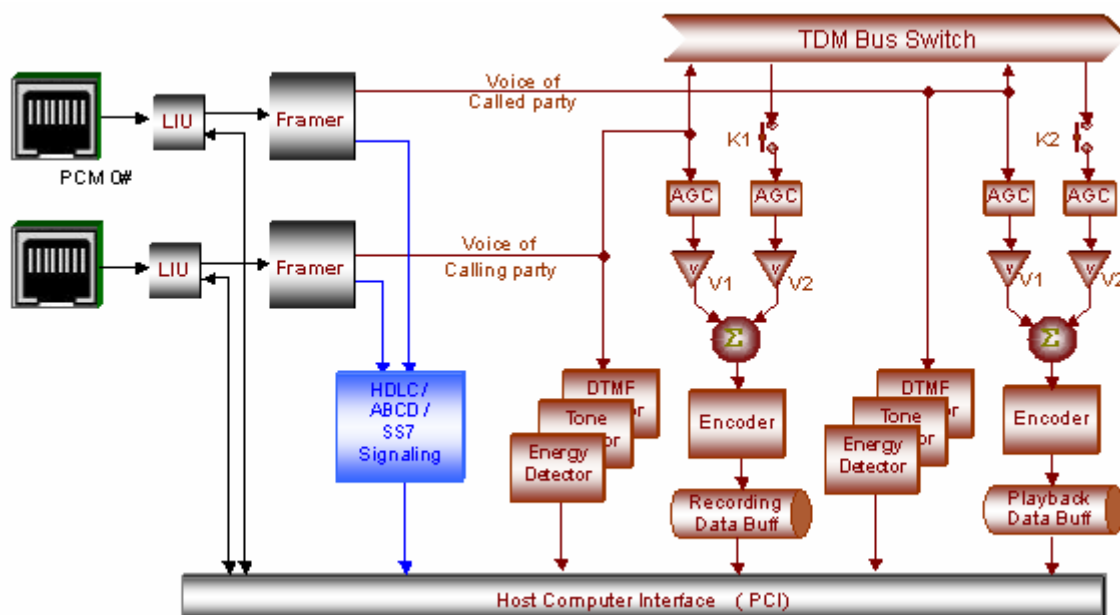 TDM Bus Switch
Voice of
Called party
LIU
Framer
K1
K2
PCM 0#
AGC
AGC
AGC
AGC
Voice of
Calling party
LIU
Framer
V
V1
V
V2
V
V1
V
V2
Σ
Σ
HDLC /
ABCD /
SS7
Signaling
DTMF
Tone
Energy
Detector
Encoder
DTMF
Tone
Energy
Detector
Encoder
Recording
Data Buff
Playback
Data Buff
Host Computer Interface ( PCI)